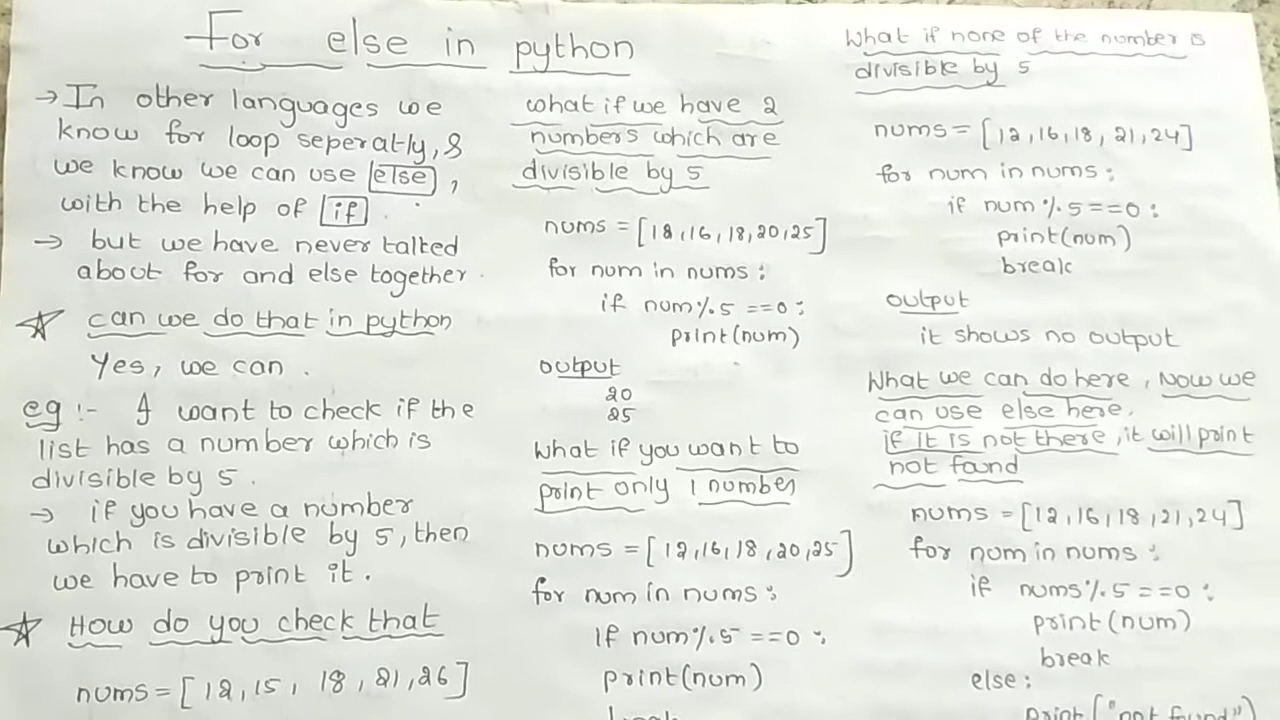 For else in python
→ In other languages we
know for loop seperatly, &
we know we can use else,
with the help of if.
→ but we have never talted
about for and else together.
☆ can we do that in python
Yes, we can.
eg :- I want to check if the
list has a number which is
divisible by 5.
→ if you have a number
which is divisible by 5, then
we have to print it.
☆ How do you check that
nums = [12,15, 18, 21,26]
what if we have 2
numbers which are
divisible by 5
nums = [12,16,18,20,25]
for num in nums:
if num%5 ==0:
print(num)
output
20
25
What if you want to
print only 1 number
nums = [12,16,18,20,25]
for num in nums:
If num%5 ==0:
print(num)
break
What if none of the number is
divisible by 5
nums = [12,16,18,21,24]
for num in nums:
if num%5==0:
print(num)
break
output
it shows no output
What we can do here, Now we
can use else here.
if it is not there, it will print
not found
nums = [12,16,18,21,24]
for num in nums:
if nums%5==0:
print(num)
break
else:
print("not found")